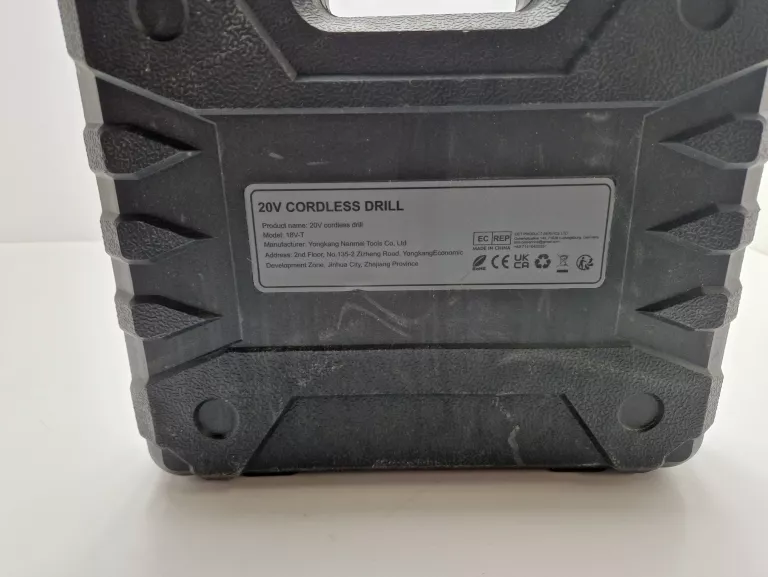 20V CORDLESS DRILL
Product name: 20V cordless drill
Model: 18V-T
Manufacturer: Yongkang Nanmei Tools Co., Ltd
Address: 2nd Floor, No.135-2 Zizheng Road, YongkangEconomic
Development Zone, Jinhua City, Zhejiang Province
EC REP
MADE IN CHINA
CE UK CA